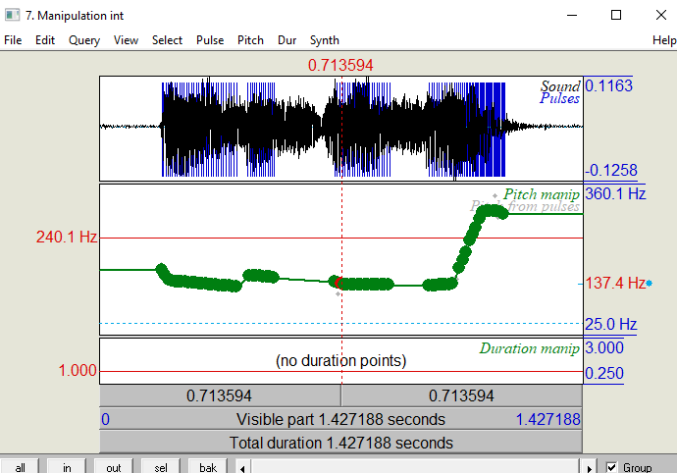 7. Manipulation int
File Edit Query View Select Pulse Pitch Dur Synth Help
0.713594
Sound 0.1163
Pulses
-0.1258
Pitch manip 360.1 Hz
Pitch from pulses
240.1 Hz
137.4 Hz
25.0 Hz
Duration manip 3.000
(no duration points)
1.000 0.250
0.713594 0.713594
0 Visible part 1.427188 seconds 1.427188
Total duration 1.427188 seconds
all in out sel bak Group